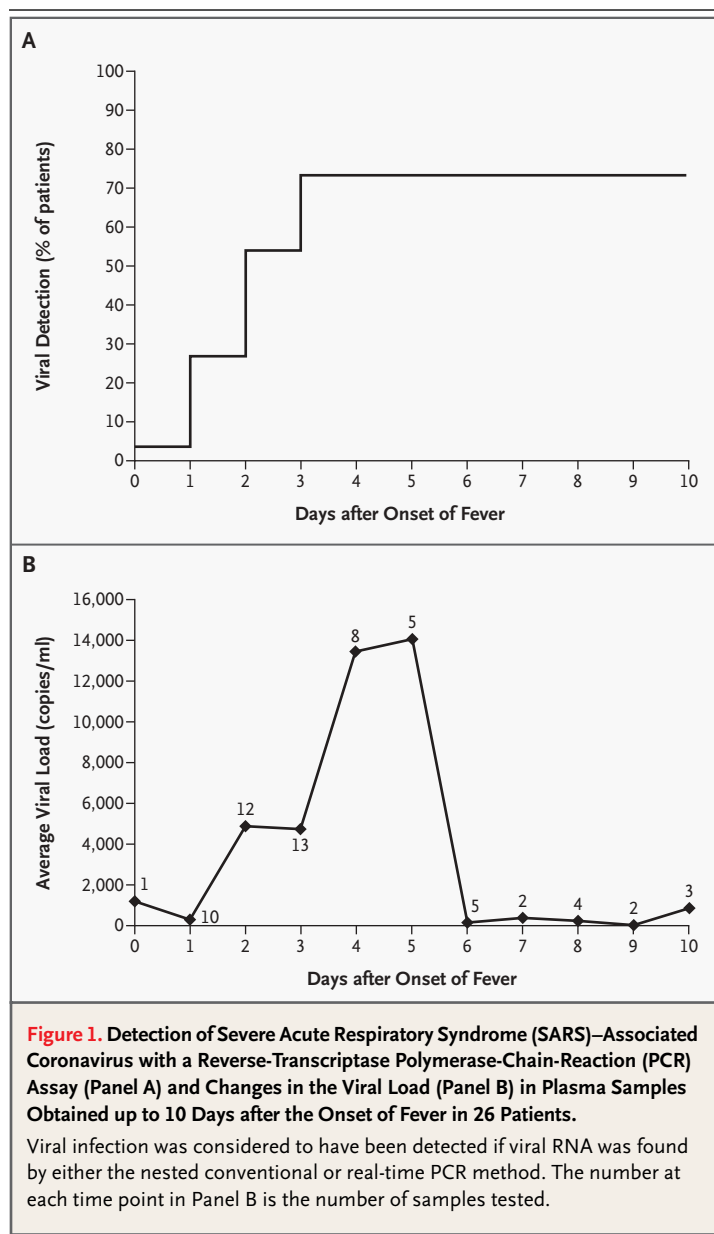 A
100
90
80
70
60
50
40
30
20
10
0
Viral Detection (% of patients)
0 1 2 3 4 5 6 7 8 9 10
Days after Onset of Fever
B
16,000
14,000
12,000
10,000
8,000
6,000
4,000
2,000
0
Average Viral Load (copies/ml)
1
10
12
13
8
5
5
2
4
2
3
0 1 2 3 4 5 6 7 8 9 10
Days after Onset of Fever
Figure 1. Detection of Severe Acute Respiratory Syndrome (SARS)–Associated
Coronavirus with a Reverse-Transcriptase Polymerase-Chain-Reaction (PCR)
Assay (Panel A) and Changes in the Viral Load (Panel B) in Plasma Samples
Obtained up to 10 Days after the Onset of Fever in 26 Patients.
Viral infection was considered to have been detected if viral RNA was found
by either the nested conventional or real-time PCR method. The number at
each time point in Panel B is the number of samples tested.